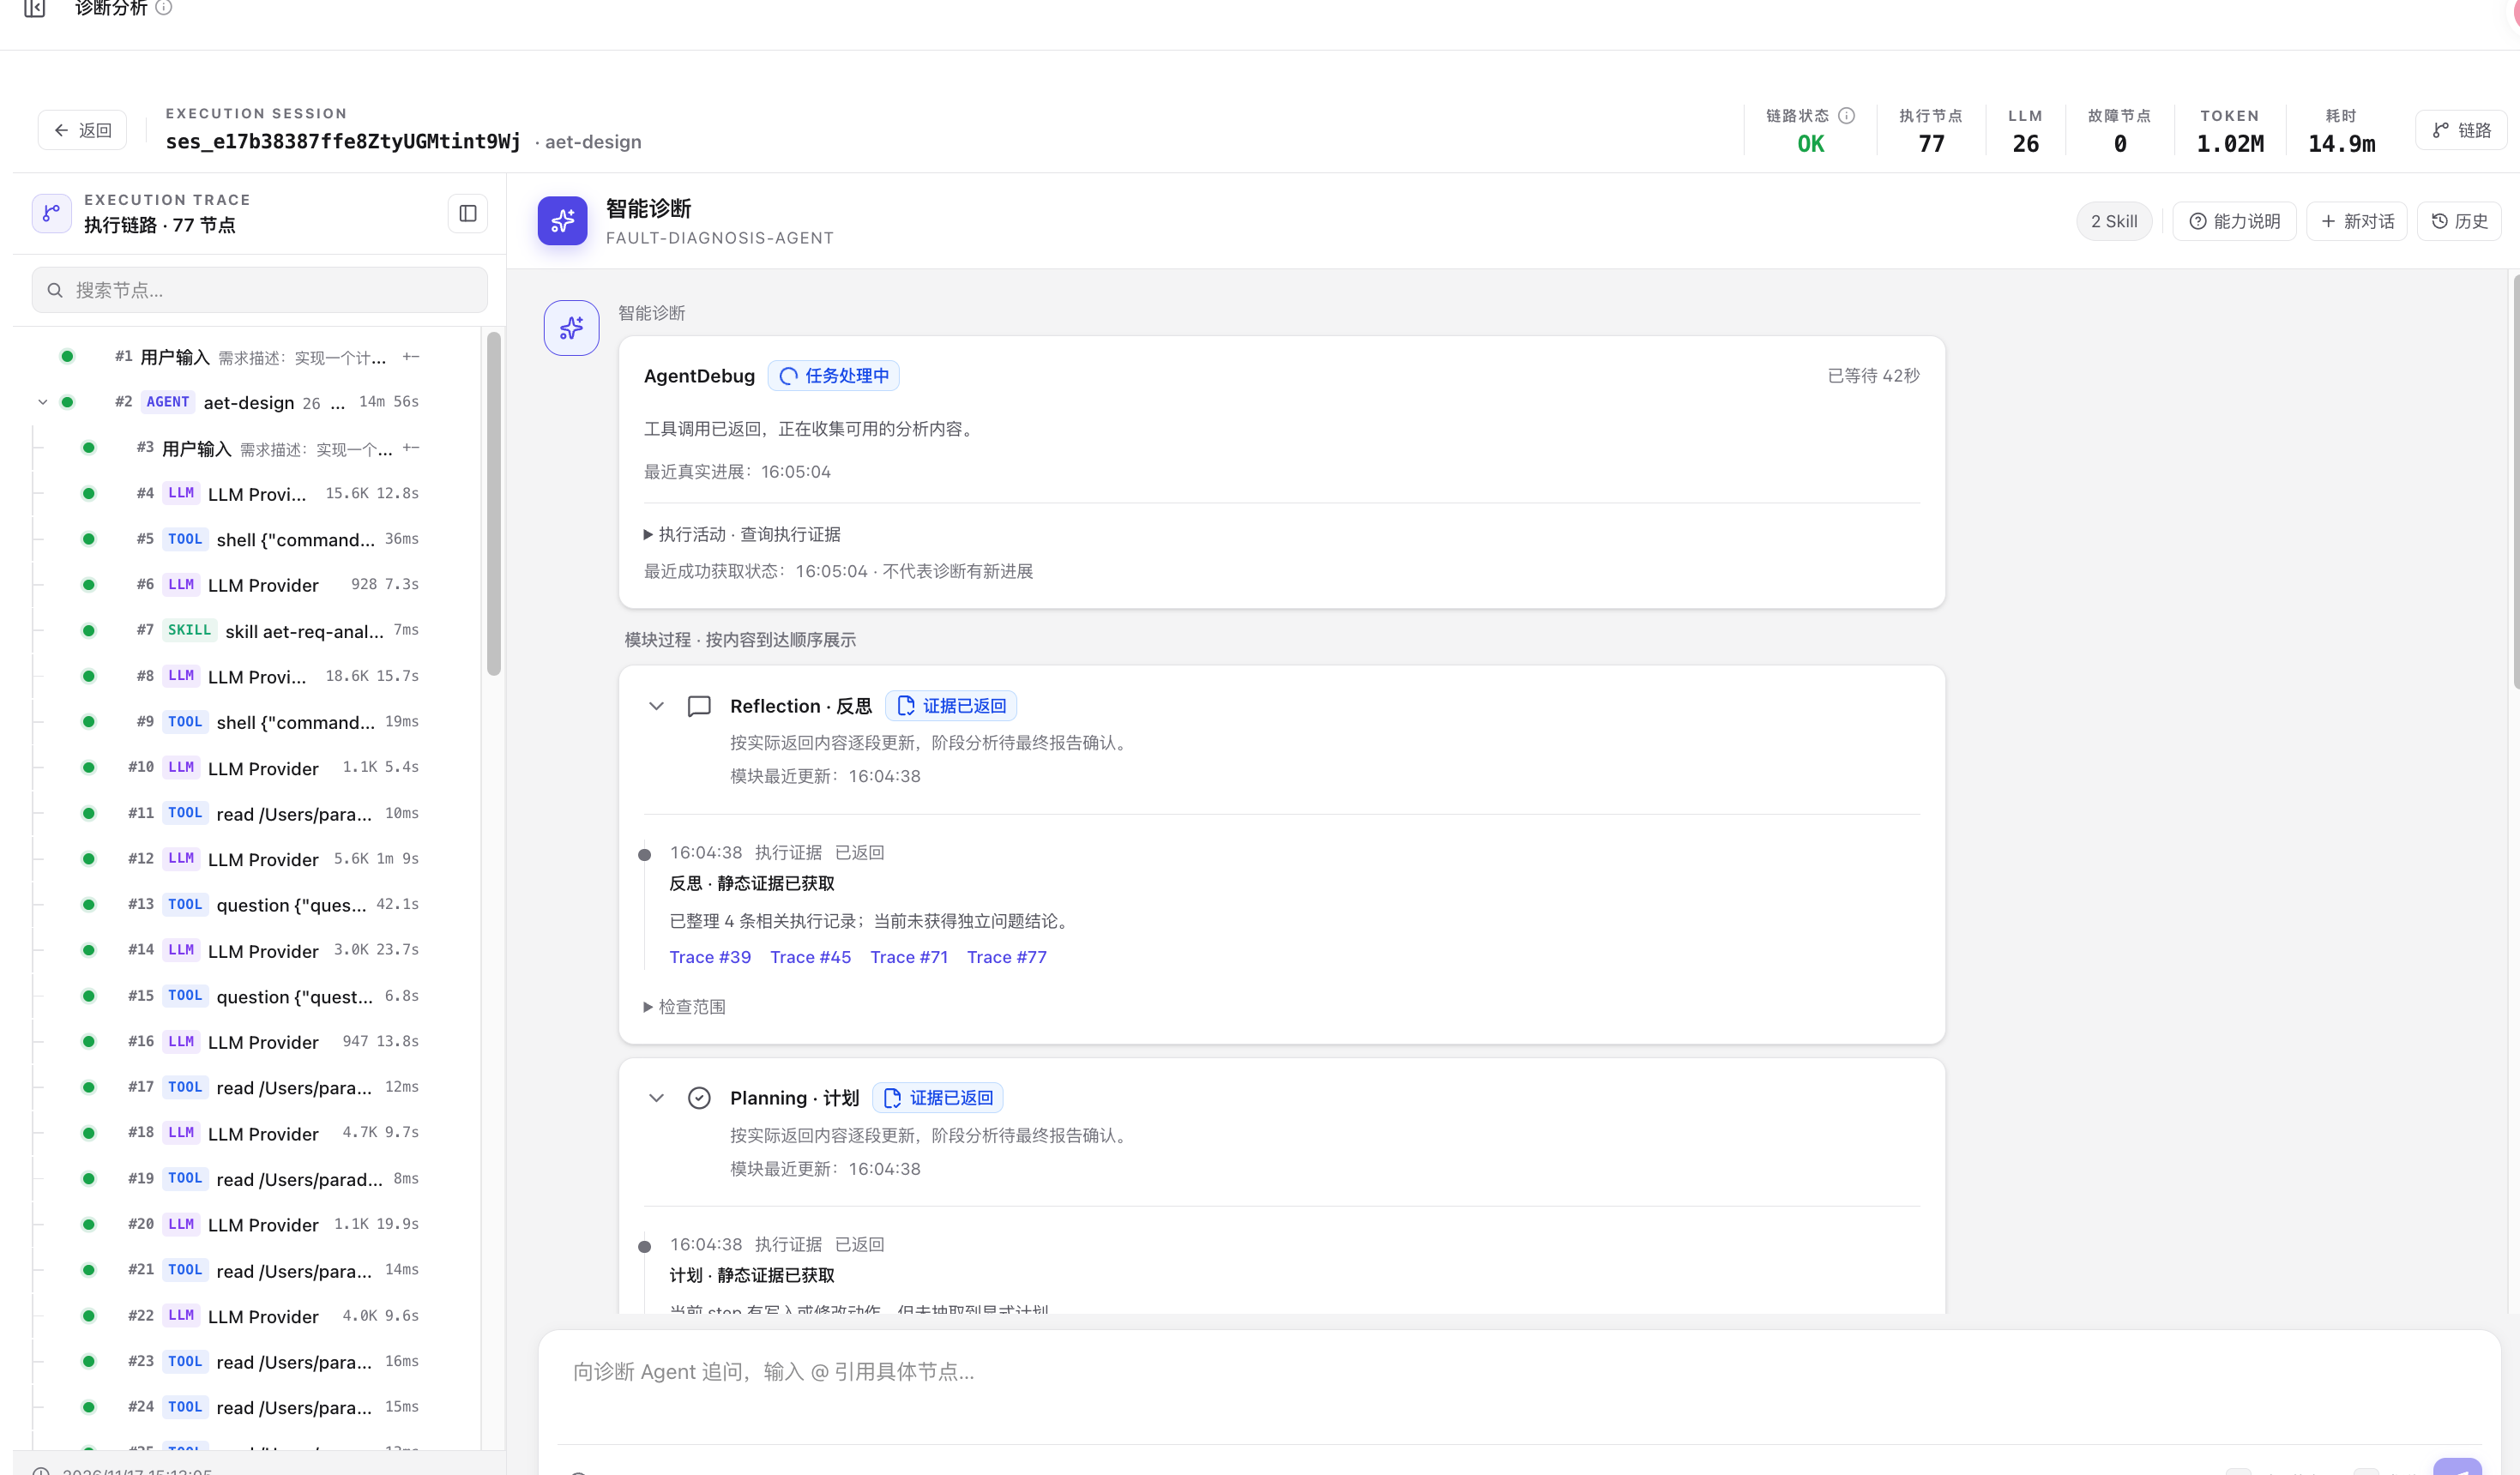 诊断分析
返回
EXECUTION SESSION
ses_e17b38387ffe8ZtyUGMtint9Wj · aet-design
链路状态 OK
执行节点 77
LLM 26
故障节点 0
TOKEN 1.02M
耗时 14.9m
链路
EXECUTION TRACE
执行链路 · 77 节点
搜索节点...
#1 用户输入 需求描述：实现一个计... +−
#2 AGENT aet-design 26 ... 14m 56s
#3 用户输入 需求描述：实现一个... +−
#4 LLM LLM Provi... 15.6K 12.8s
#5 TOOL shell {"command... 36ms
#6 LLM LLM Provider 928 7.3s
#7 SKILL skill aet-req-anal... 7ms
#8 LLM LLM Provi... 18.6K 15.7s
#9 TOOL shell {"command... 19ms
#10 LLM LLM Provider 1.1K 5.4s
#11 TOOL read /Users/para... 10ms
#12 LLM LLM Provider 5.6K 1m 9s
#13 TOOL question {"ques... 42.1s
#14 LLM LLM Provider 3.0K 23.7s
#15 TOOL question {"quest... 6.8s
#16 LLM LLM Provider 947 13.8s
#17 TOOL read /Users/para... 12ms
#18 LLM LLM Provider 4.7K 9.7s
#19 TOOL read /Users/parad... 8ms
#20 LLM LLM Provider 1.1K 19.9s
#21 TOOL read /Users/para... 14ms
#22 LLM LLM Provider 4.0K 9.6s
#23 TOOL read /Users/para... 16ms
#24 TOOL read /Users/para... 15ms
智能诊断
FAULT-DIAGNOSIS-AGENT
2 Skill
能力说明
新对话
历史
智能诊断
AgentDebug 任务处理中 已等待 42秒
工具调用已返回，正在收集可用的分析内容。
最近真实进展：16:05:04
执行活动 · 查询执行证据
最近成功获取状态：16:05:04 · 不代表诊断有新进展
模块过程 · 按内容到达顺序展示
Reflection · 反思 证据已返回
按实际返回内容逐段更新，阶段分析待最终报告确认。
模块最近更新：16:04:38
16:04:38 执行证据 已返回
反思 · 静态证据已获取
已整理 4 条相关执行记录；当前未获得独立问题结论。
Trace #39 Trace #45 Trace #71 Trace #77
检查范围
Planning · 计划 证据已返回
按实际返回内容逐段更新，阶段分析待最终报告确认。
模块最近更新：16:04:38
16:04:38 执行证据 已返回
计划 · 静态证据已获取
当前 step 有写入或修改动作，但未抽取到显式计划
向诊断 Agent 追问，输入 @ 引用具体节点...